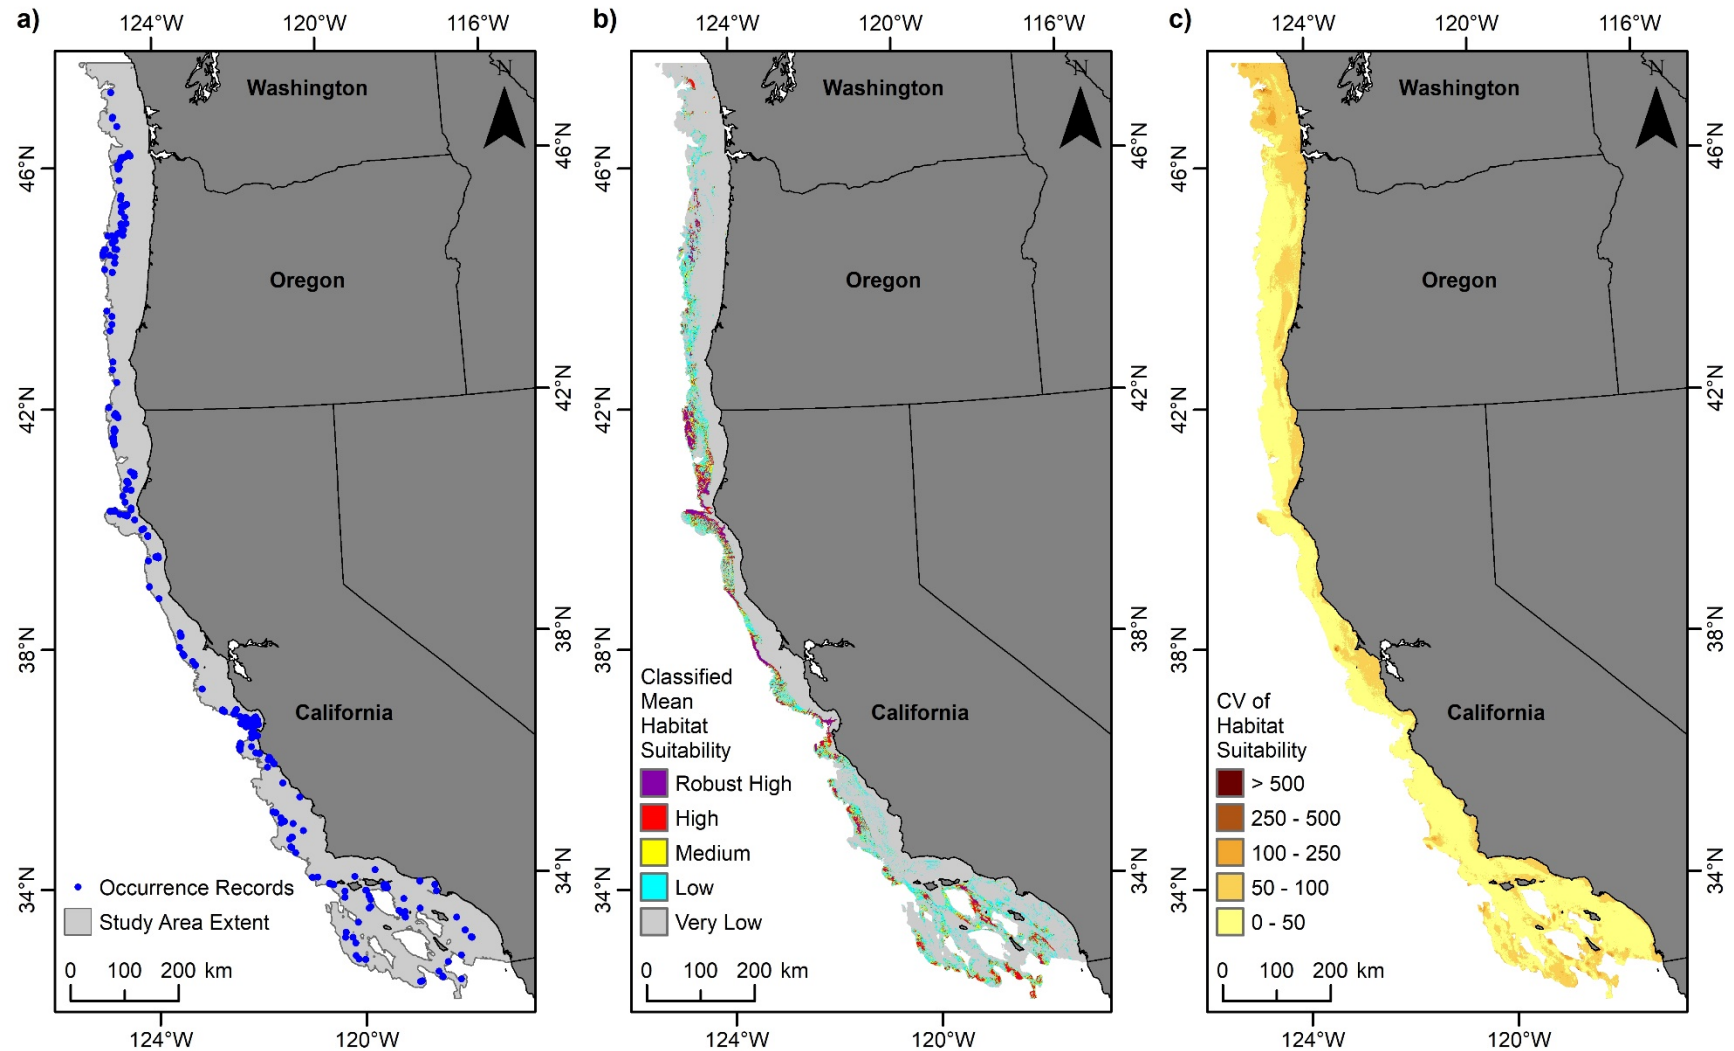 a)
124°W
120°W
116°W
N
Washington
46°N
46°N
Oregon
42°N
42°N
38°N
38°N
California
34°N
34°N
Occurrence Records
Study Area Extent
0 100 200 km
124°W
120°W
b)
124°W
120°W
116°W
N
Washington
46°N
46°N
Oregon
42°N
42°N
38°N
38°N
California
Classified
Mean
Habitat
Suitability
Robust High
High
Medium
Low
Very Low
34°N
34°N
0 100 200 km
124°W
120°W
c)
124°W
120°W
116°W
N
Washington
46°N
46°N
Oregon
42°N
42°N
38°N
38°N
California
CV of
Habitat
Suitability
> 500
250 - 500
100 - 250
50 - 100
0 - 50
34°N
34°N
0 100 200 km
124°W
120°W